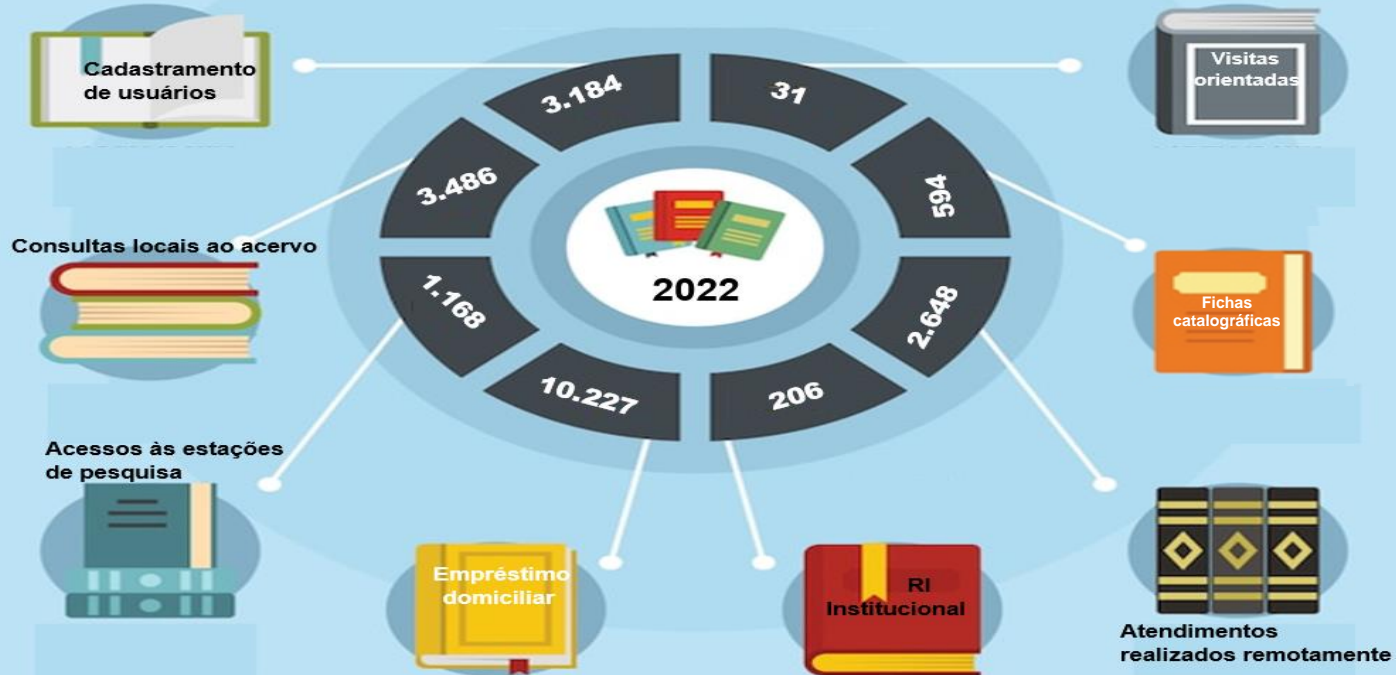 Cadastramento
de usuários
3.184
31
Visitas
orientadas
3.486
594
Consultas locais ao acervo
2022
Fichas
catalográficas
1.168
2.648
10.227
206
Acessos às estações
de pesquisa
Empréstimo
domiciliar
RI
Institucional
Atendimentos
realizados remotamente